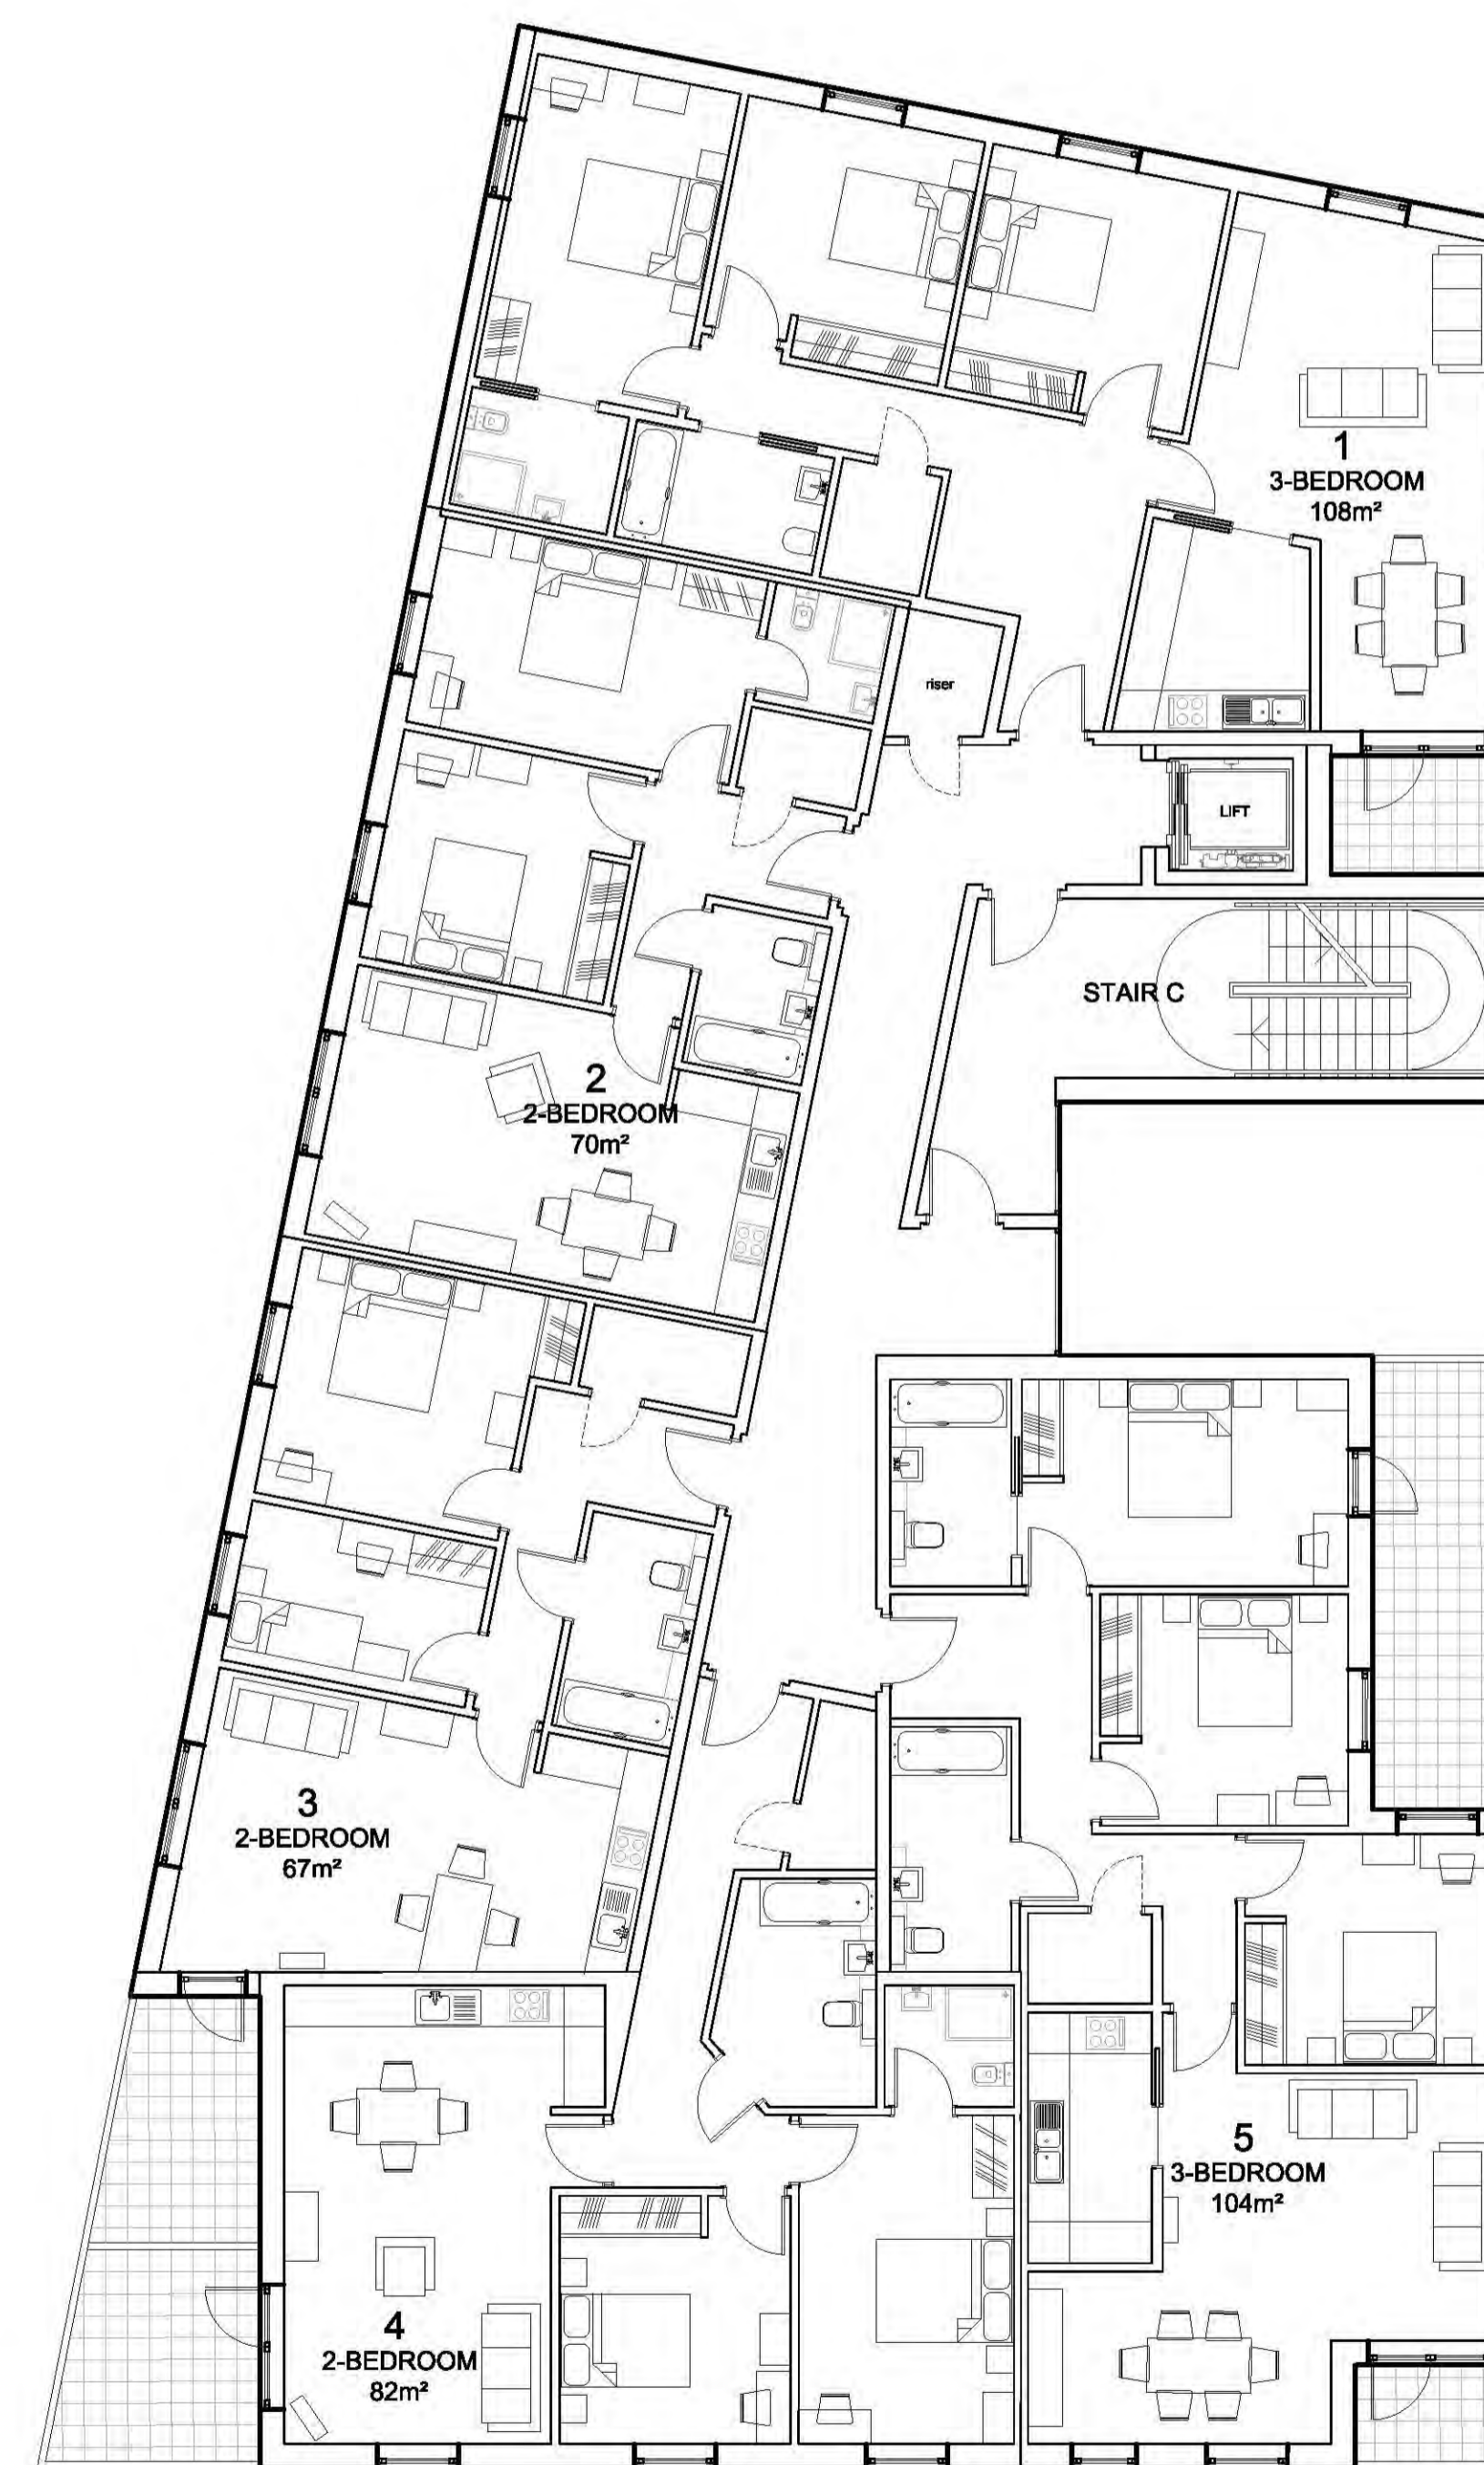 1
3-BEDROOM
108m²
riser
LIFT
STAIR C
2
2-BEDROOM
70m²
3
2-BEDROOM
67m²
5
3-BEDROOM
104m²
4
2-BEDROOM
82m²